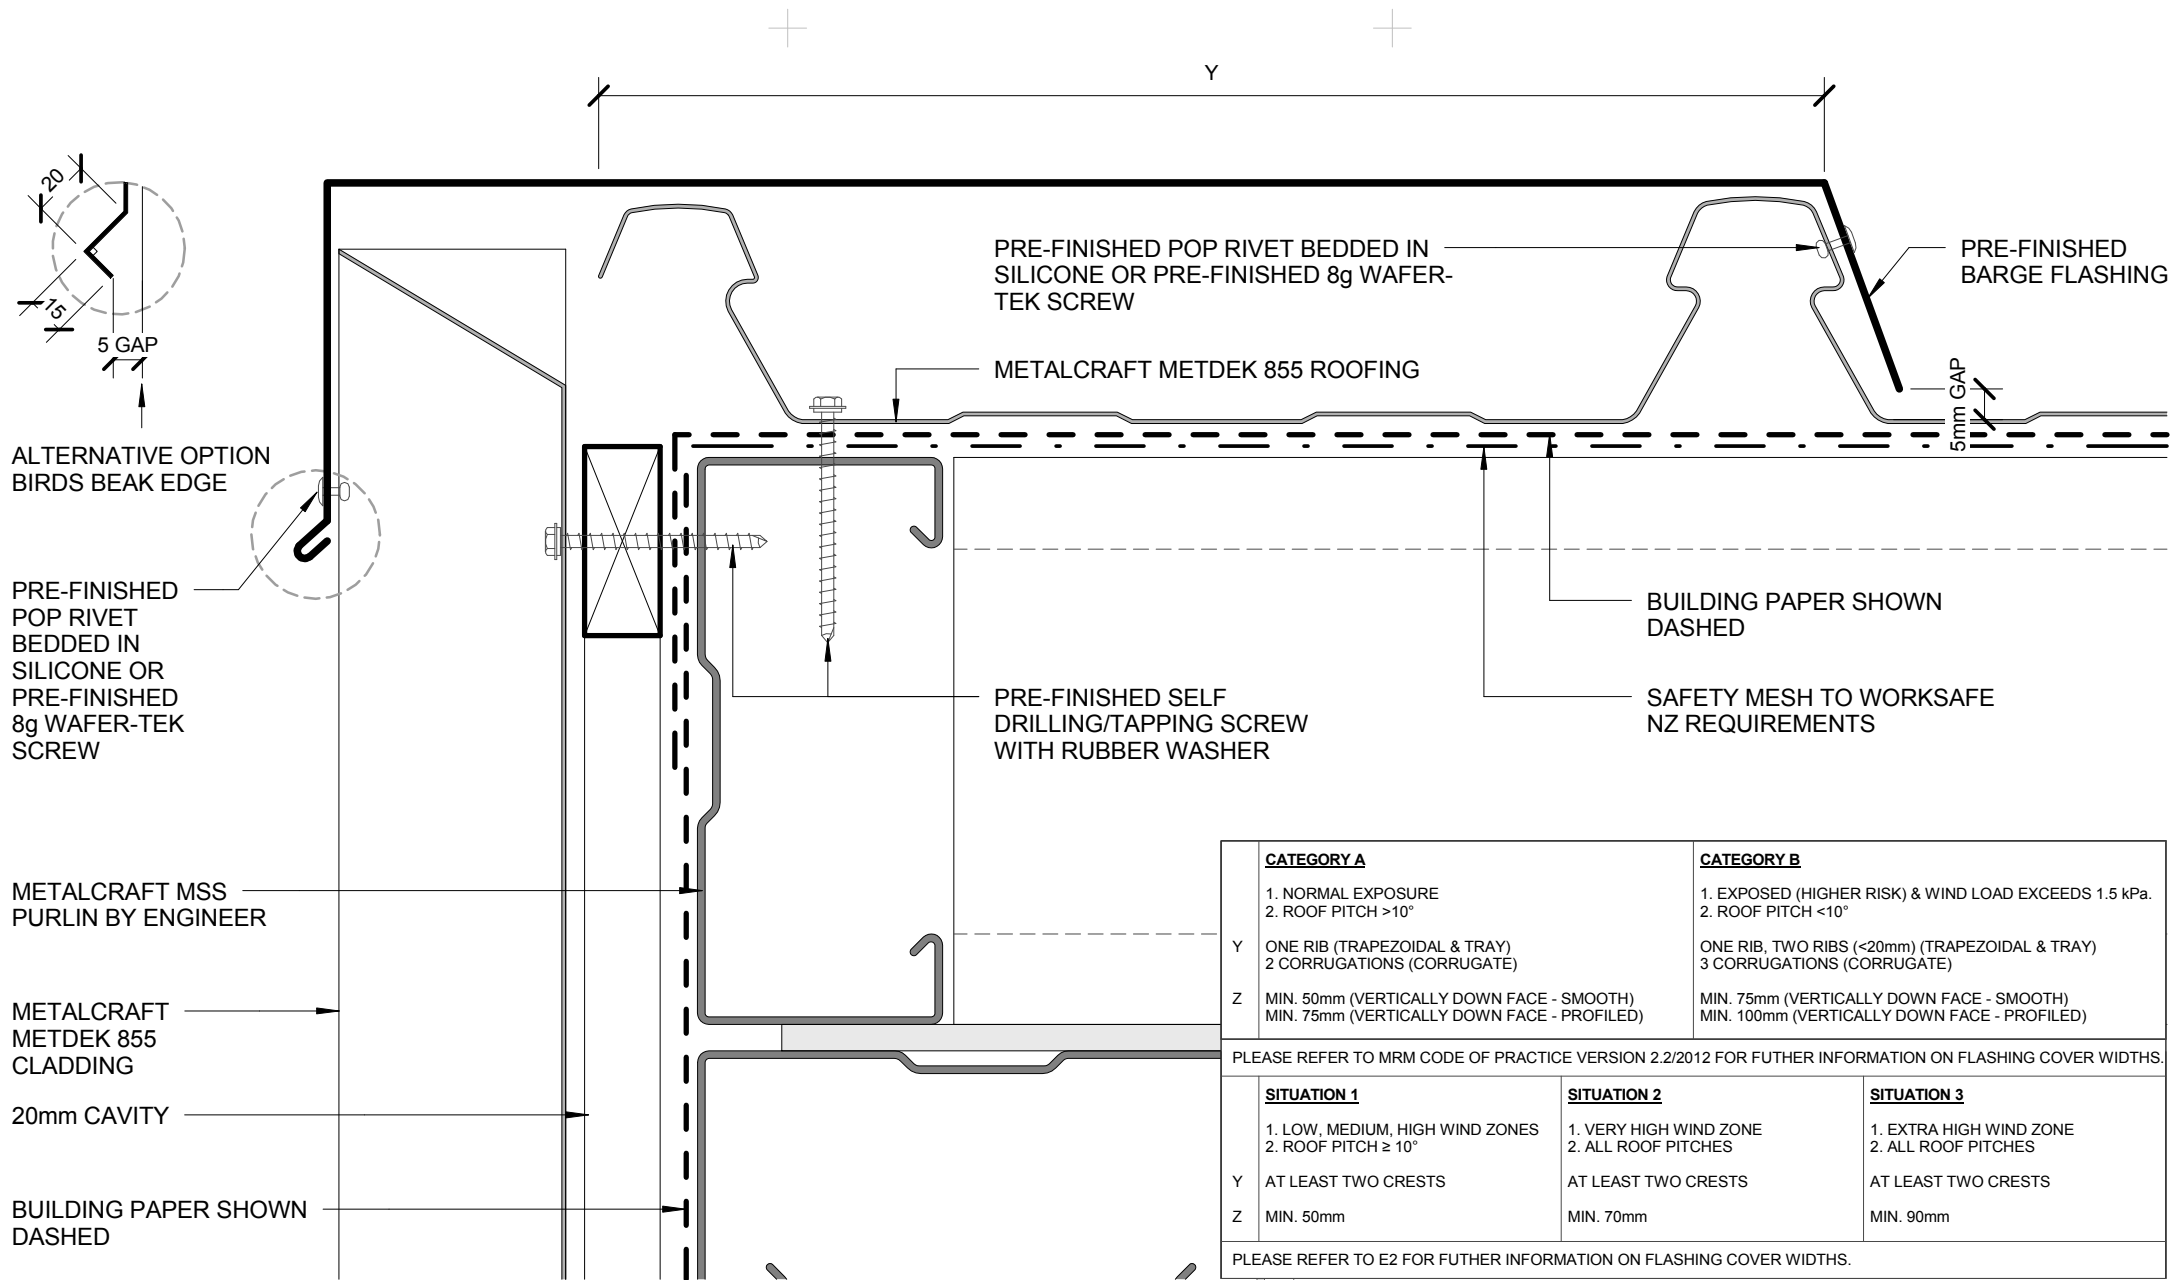 Y
20
15
5 GAP
ALTERNATIVE OPTION
BIRDS BEAK EDGE
PRE-FINISHED POP RIVET BEDDED IN
SILICONE OR PRE-FINISHED 8g WAFER-
TEK SCREW
PRE-FINISHED
BARGE FLASHING
METALCRAFT METDEK 855 ROOFING
5mm GAP
PRE-FINISHED
POP RIVET
BEDDED IN
SILICONE OR
PRE-FINISHED
8g WAFER-TEK
SCREW
BUILDING PAPER SHOWN
DASHED
PRE-FINISHED SELF
DRILLING/TAPPING SCREW
WITH RUBBER WASHER
SAFETY MESH TO WORKSAFE
NZ REQUIREMENTS
METALCRAFT MSS
PURLIN BY ENGINEER
METALCRAFT
METDEK 855
CLADDING
20mm CAVITY
BUILDING PAPER SHOWN
DASHED
CATEGORY A
1. NORMAL EXPOSURE
2. ROOF PITCH >10°
CATEGORY B
1. EXPOSED (HIGHER RISK) & WIND LOAD EXCEEDS 1.5 kPa.
2. ROOF PITCH <10°
Y
ONE RIB (TRAPEZOIDAL & TRAY)
2 CORRUGATIONS (CORRUGATE)
ONE RIB, TWO RIBS (<20mm) (TRAPEZOIDAL & TRAY)
3 CORRUGATIONS (CORRUGATE)
Z
MIN. 50mm (VERTICALLY DOWN FACE - SMOOTH)
MIN. 75mm (VERTICALLY DOWN FACE - PROFILED)
MIN. 75mm (VERTICALLY DOWN FACE - SMOOTH)
MIN. 100mm (VERTICALLY DOWN FACE - PROFILED)
PLEASE REFER TO MRM CODE OF PRACTICE VERSION 2.2/2012 FOR FUTHER INFORMATION ON FLASHING COVER WIDTHS.
SITUATION 1
1. LOW, MEDIUM, HIGH WIND ZONES
2. ROOF PITCH ≥ 10°
SITUATION 2
1. VERY HIGH WIND ZONE
2. ALL ROOF PITCHES
SITUATION 3
1. EXTRA HIGH WIND ZONE
2. ALL ROOF PITCHES
Y
AT LEAST TWO CRESTS
AT LEAST TWO CRESTS
AT LEAST TWO CRESTS
Z
MIN. 50mm
MIN. 70mm
MIN. 90mm
PLEASE REFER TO E2 FOR FUTHER INFORMATION ON FLASHING COVER WIDTHS.